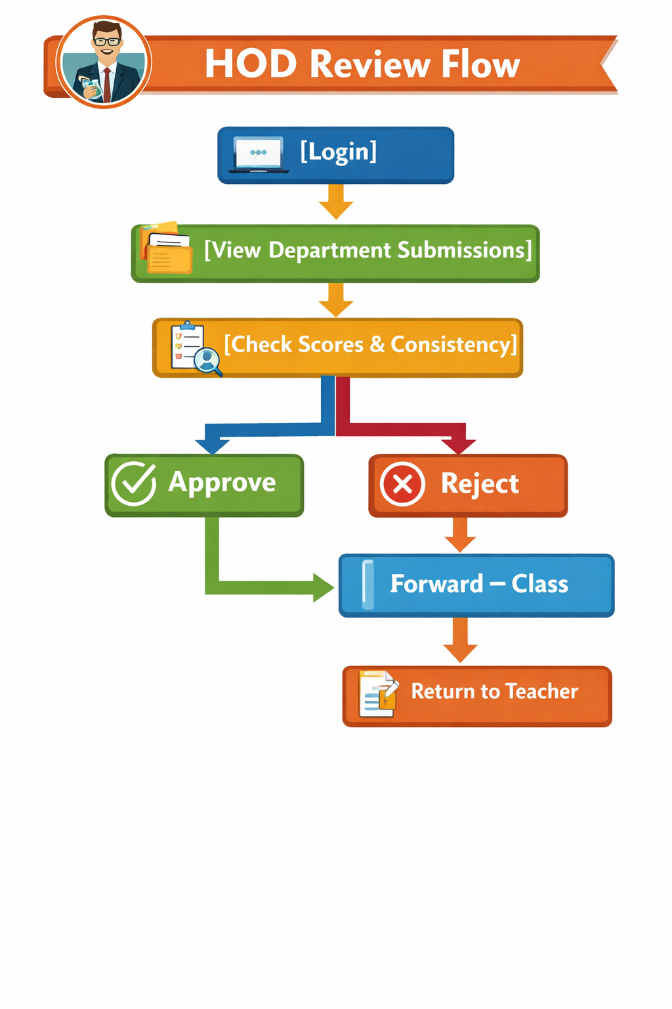 HOD Review Flow
[Login]
[View Department Submissions]
[Check Scores & Consistency]
Approve
Reject
Forward – Class
Return to Teacher